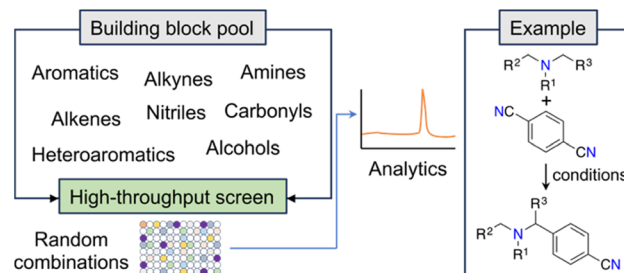 Building block pool
Aromatics
Alkynes
Amines
Alkenes
Nitriles
Carbonyls
Heteroaromatics
Alcohols
High-throughput screen
Random
combinations
Analytics
Example
R² N R³
R¹
+
NC
CN
conditions
R³
R² N
R¹
CN